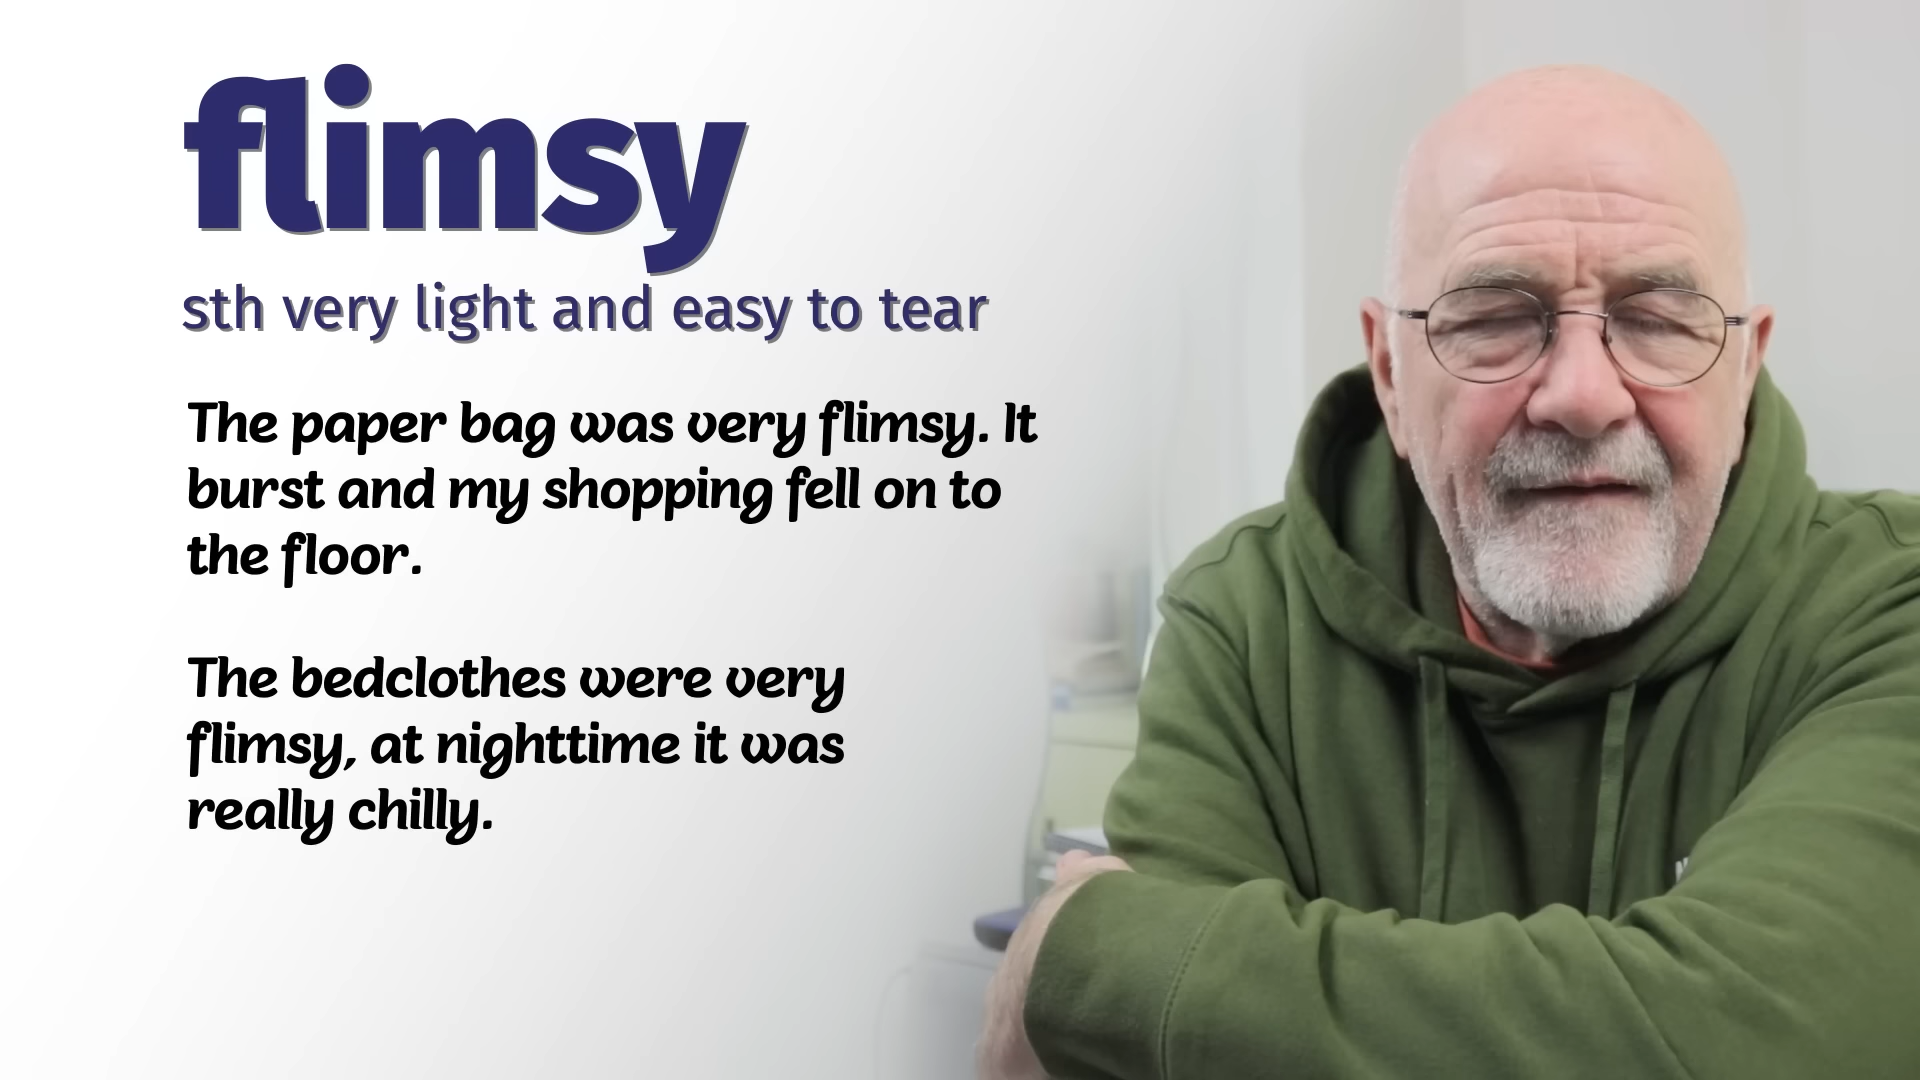 flimsy
sth very light and easy to tear
The paper bag was very flimsy. It
burst and my shopping fell on to
the floor.
The bedclothes were very
flimsy, at nighttime it was
really chilly.